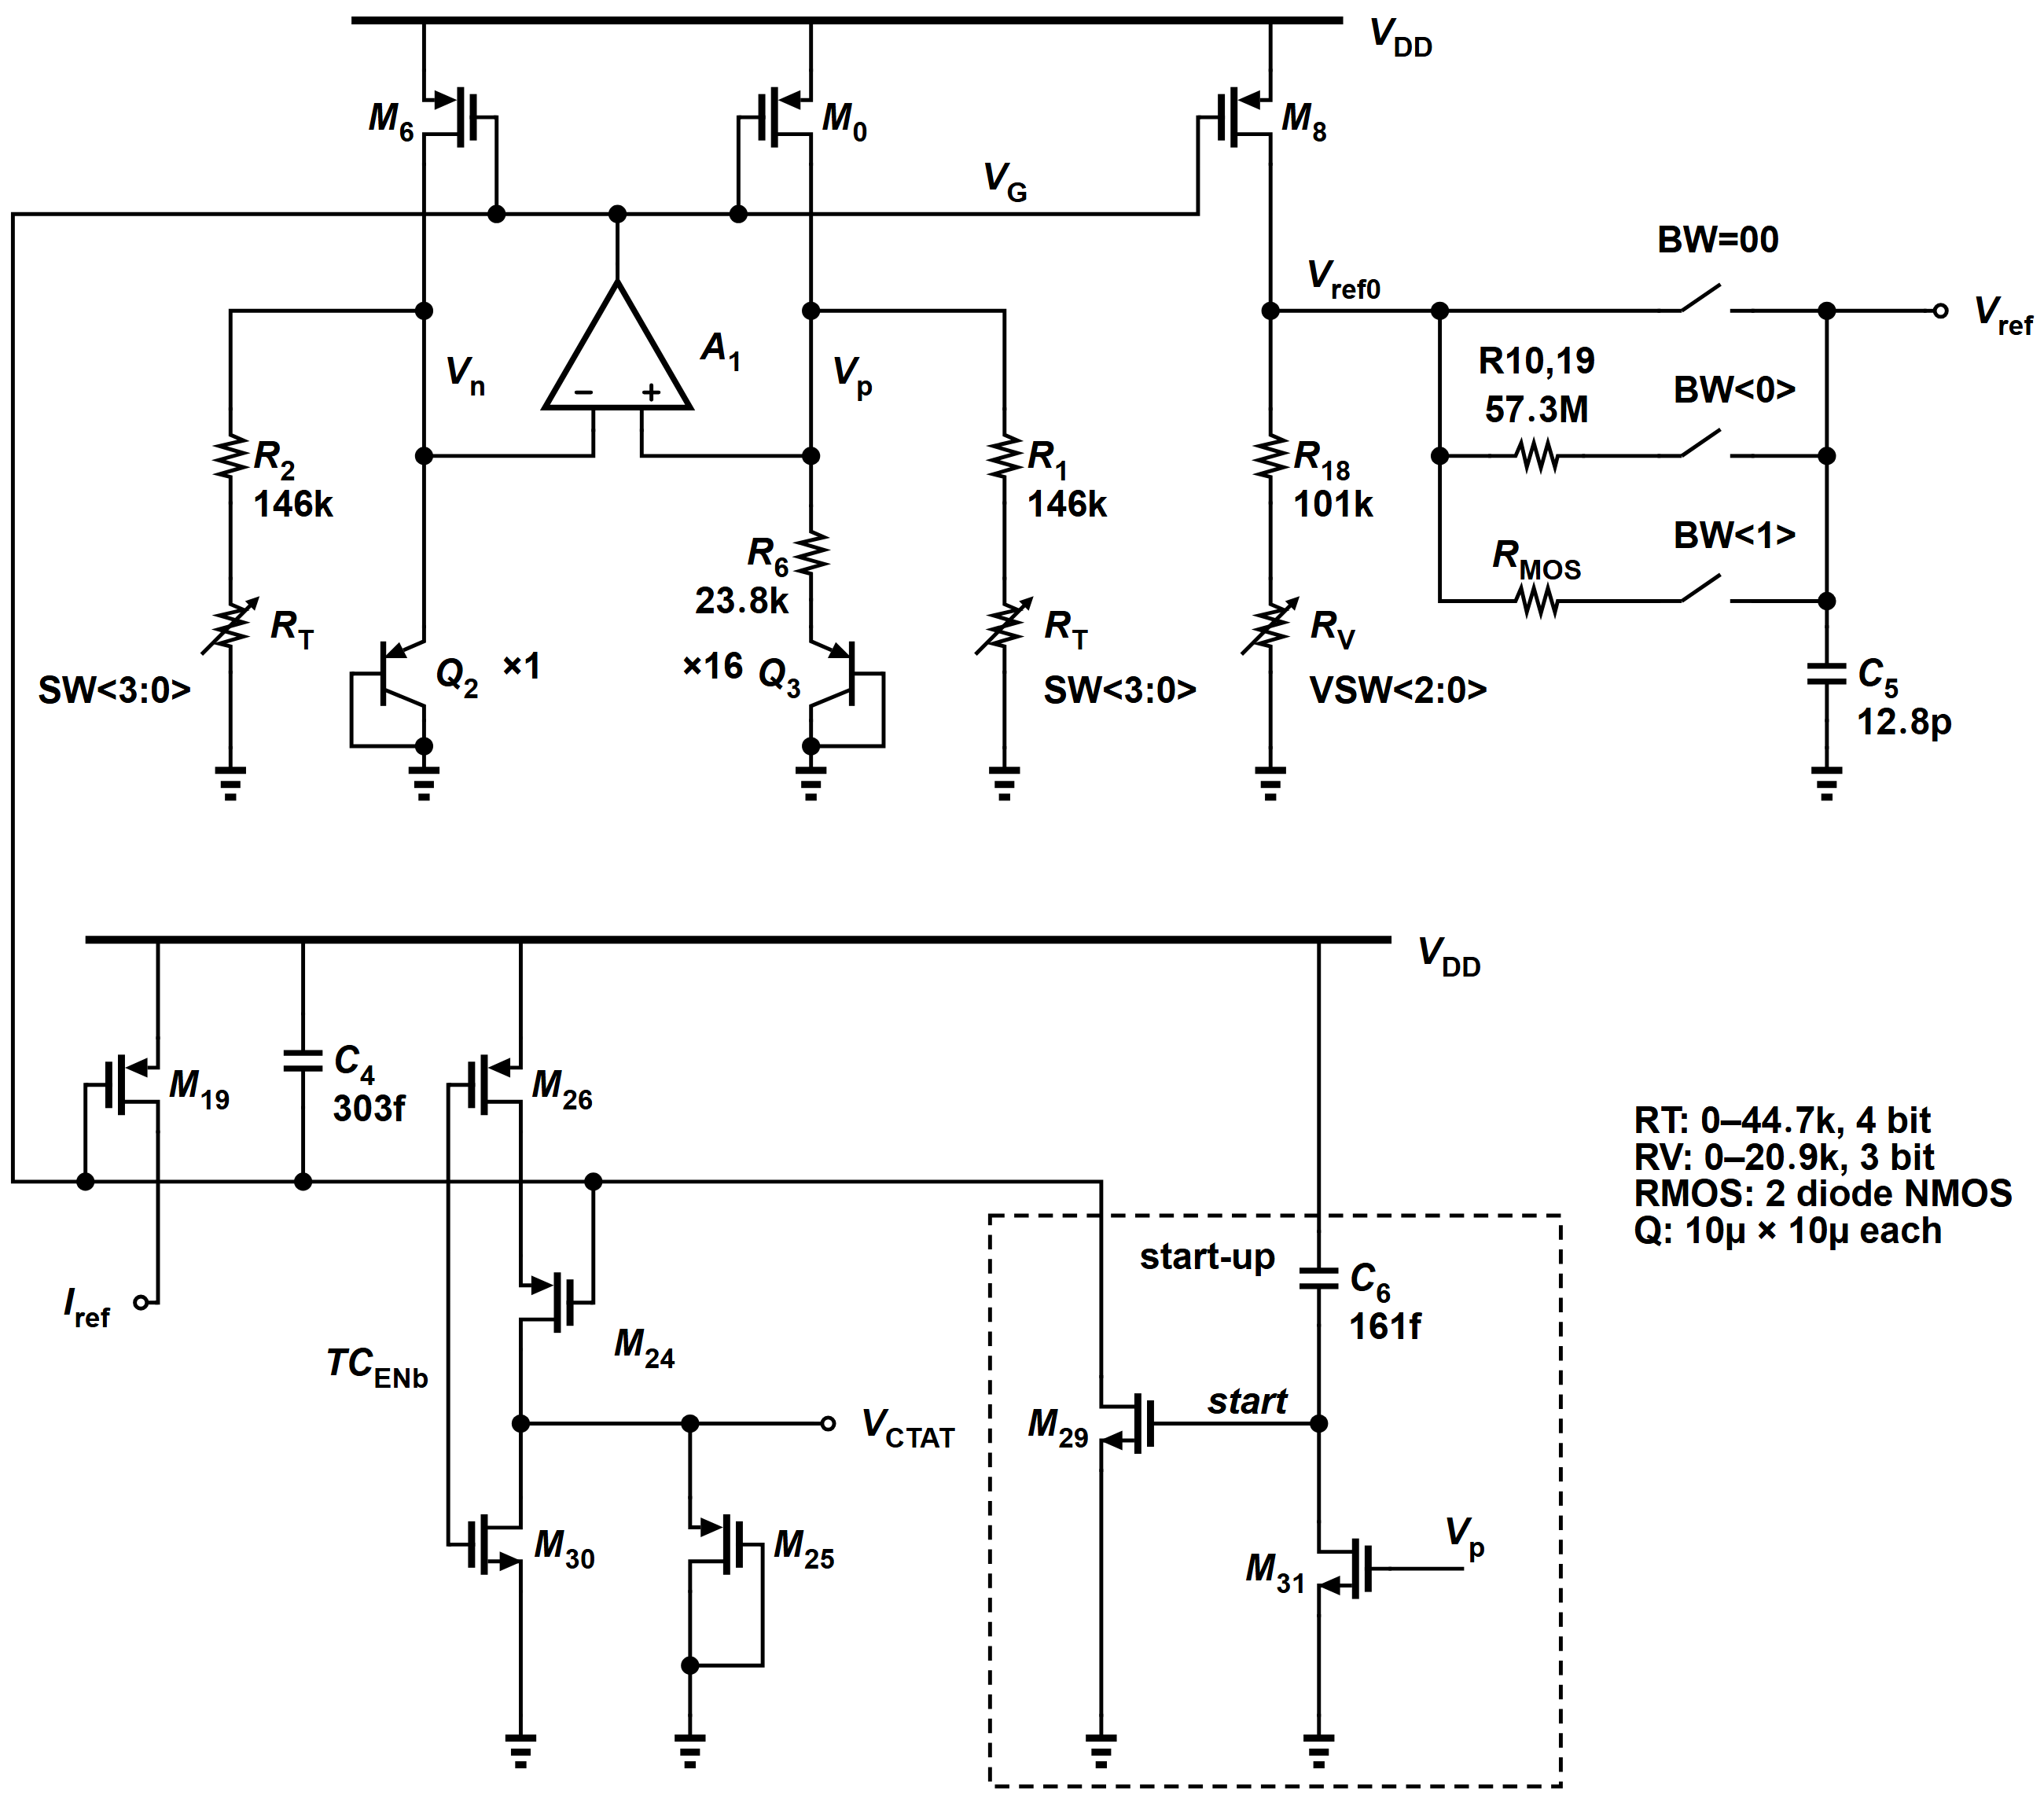 VDD
M6
M0
M8
VG
BW=00
Vref0
Vref
A1
Vn
Vp
R10,19
57.3M
BW<0>
− +
R2
146k
R1
146k
R18
101k
R6
23.8k
RMOS
BW<1>
RT
Q2 ×1
×16 Q3
RT
RV
SW<3:0>
SW<3:0>
VSW<2:0>
C5
12.8p
VDD
M19
C4
303f
M26
RT: 0–44.7k, 4 bit
RV: 0–20.9k, 3 bit
RMOS: 2 diode NMOS
Q: 10µ × 10µ each
start-up
C6
161f
Iref
M24
TCENb
VCTAT
M29
start
M30
M25
M31
Vp